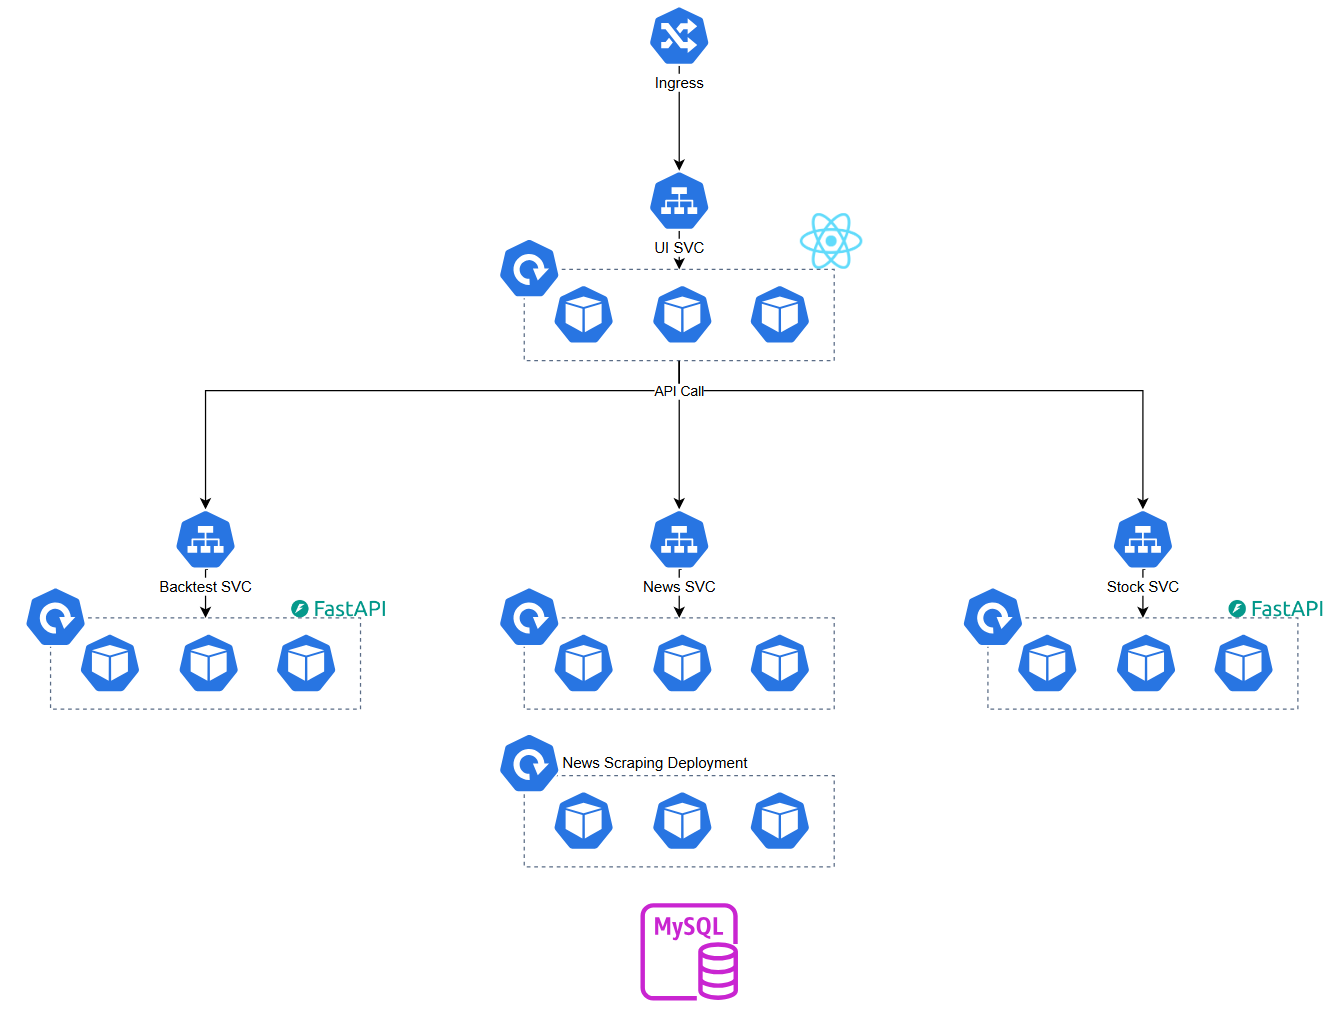 Ingress
UI SVC
API Call
Backtest SVC
News SVC
Stock SVC
FastAPI
FastAPI
News Scraping Deployment
MySQL